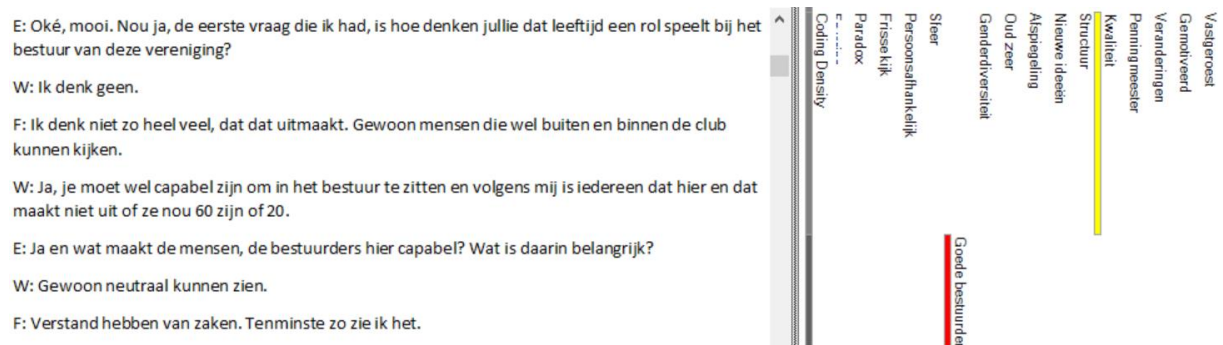 E: Oké, mooi. Nou ja, de eerste vraag die ik had, is hoe denken jullie dat leeftijd een rol speelt bij het
bestuur van deze vereniging?
W: Ik denk geen.
F: Ik denk niet zo heel veel, dat dat uitmaakt. Gewoon mensen die wel buiten en binnen de club
kunnen kijken.
W: Ja, je moet wel capabel zijn om in het bestuur te zitten en volgens mij is iedereen dat hier en dat
maakt niet uit of ze nou 60 zijn of 20.
E: Ja en wat maakt de mensen, de bestuurders hier capabel? Wat is daarin belangrijk?
W: Gewoon neutraal kunnen zien.
F: Verstand hebben van zaken. Tenminste zo zie ik het.
Coding Density
Paradox
Frisse kijk
Persoonsafhankelijk
Sfeer
Goede bestuurder
Genderdiversiteit
Oud zeer
Afspiegeling
Nieuwe ideeën
Structuur
Kwaliteit
Penningmeester
Veranderingen
Gemotiveerd
Vastgeroest